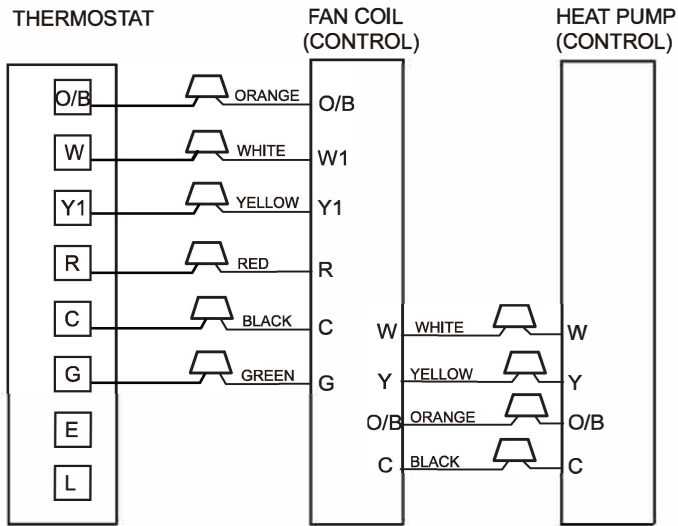 THERMOSTAT
FAN COIL
(CONTROL)
HEAT PUMP
(CONTROL)
O/B ORANGE O/B
W WHITE W1
Y1 YELLOW Y1
R RED R
C BLACK C
W WHITE W
G GREEN G
Y YELLOW Y
O/B ORANGE O/B
E
C BLACK C
L